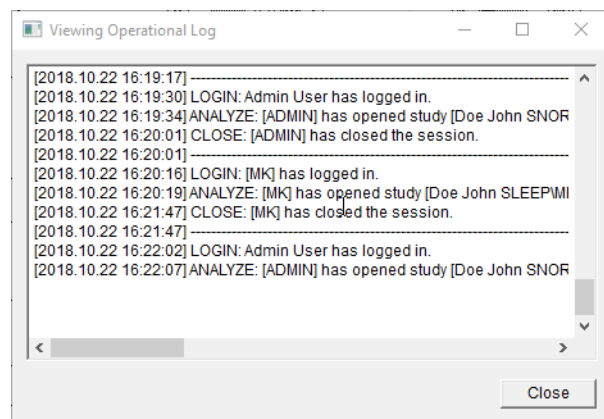 Viewing Operational Log
[2018.10.22 16:19:17] --------------------------------------------------------------------------------
[2018.10.22 16:19:30] LOGIN: Admin User has logged in.
[2018.10.22 16:19:34] ANALYZE: [ADMIN] has opened study [Doe John SNOR
[2018.10.22 16:20:01] CLOSE: [ADMIN] has closed the session.
[2018.10.22 16:20:01] --------------------------------------------------------------------------------
[2018.10.22 16:20:16] LOGIN: [MK] has logged in.
[2018.10.22 16:20:19] ANALYZE: [MK] has opened study [Doe John SLEEP\MI
[2018.10.22 16:21:47] CLOSE: [MK] has closed the session.
[2018.10.22 16:21:47] --------------------------------------------------------------------------------
[2018.10.22 16:22:02] LOGIN: Admin User has logged in.
[2018.10.22 16:22:07] ANALYZE: [ADMIN] has opened study [Doe John SNOR
Close